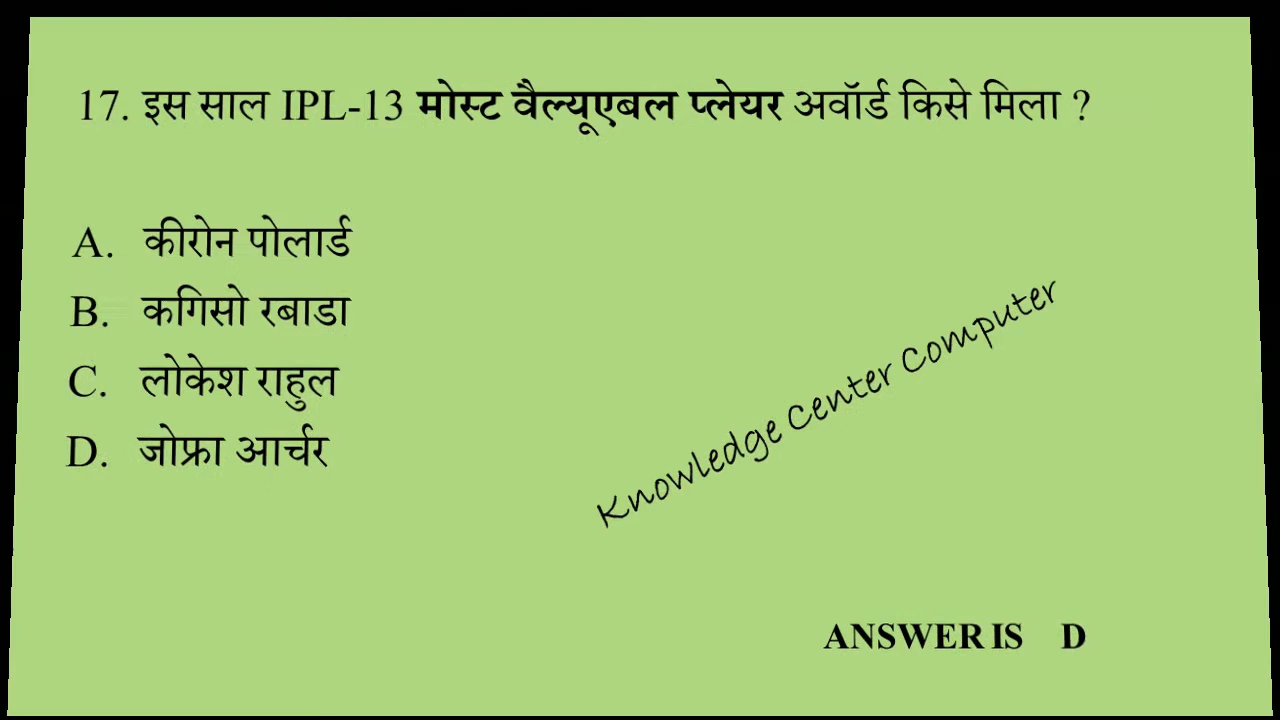 17. इस साल IPL-13 मोस्ट वैल्यूएबल प्लेयर अवॉर्ड किसे मिला ?
A. कीरोन पोलार्ड
B. कगिसो रबाडा
C. लोकेश राहुल
D. जोफ्रा आर्चर
Knowledge Center Computer
ANSWER IS D